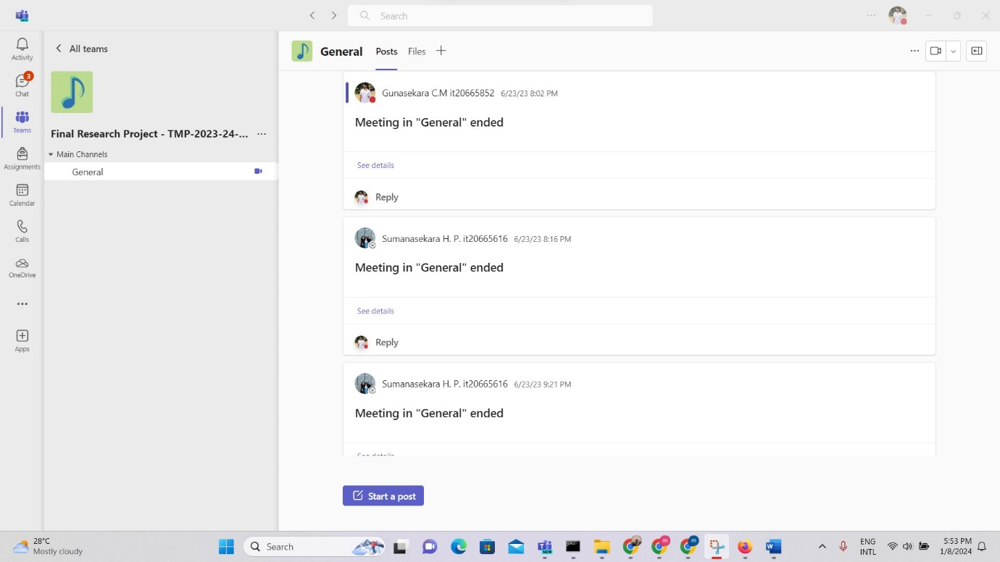 Search
Activity
3
Chat
Teams
Assignments
Calendar
Calls
OneDrive
Apps
All teams
Final Research Project - TMP-2023-24-...
Main Channels
General
General Posts Files
Gunasekara C.M it20665852 6/23/23 8:02 PM
Meeting in "General" ended
See details
Reply
Sumanasekara H. P. it20665616 6/23/23 8:16 PM
Meeting in "General" ended
See details
Reply
Sumanasekara H. P. it20665616 6/23/23 9:21 PM
Meeting in "General" ended
See details
Start a post
28°C
Mostly cloudy
Search
NEW
ENG
INTL
5:53 PM
1/8/2024